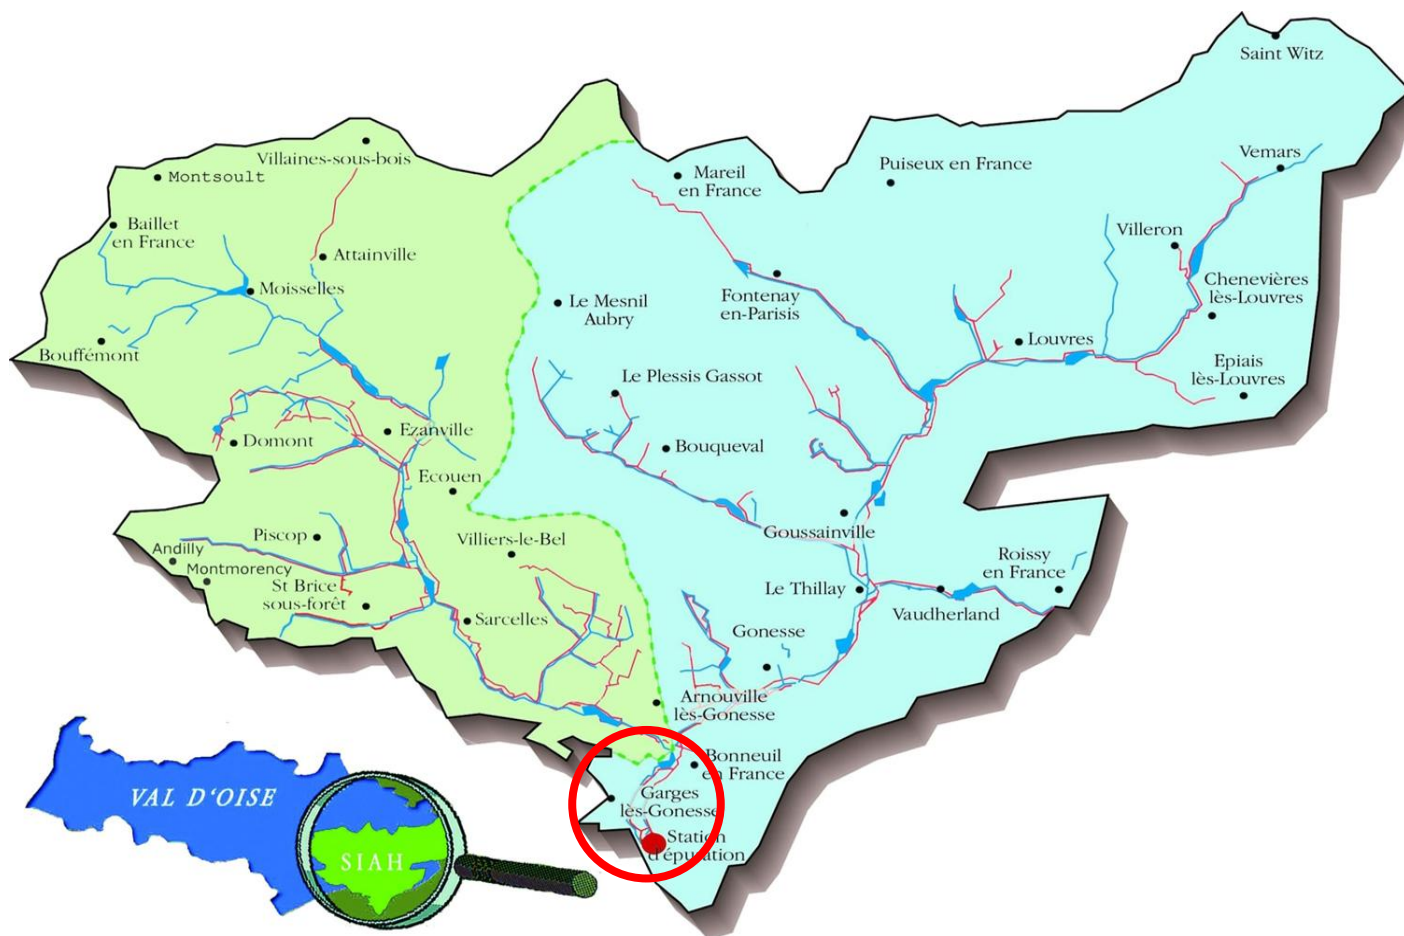 Saint Witz
Villaines-sous-bois
Montsoult
Mareil
en France
Puiseux en France
Vemars
Baillet
en France
Villeron
Attainville
Chenevières
lès-Louvres
Moisselles
Le Mesnil
Aubry
Fontenay
en-Parisis
Bouffémont
Louvres
Epiais
lès-Louvres
Le Plessis Gassot
Domont
Ezanville
Bouqueval
Ecouen
Goussainville
Piscop
Villiers-le-Bel
Andilly
Montmorency
Roissy
en France
St Brice
sous-forêt
Le Thillay
Vaudherland
Sarcelles
Gonesse
Arnouville
lès-Gonesse
Bonneuil
en France
Garges
lès-Gonesse
Station
d'épuration
VAL D'OISE
SIAH